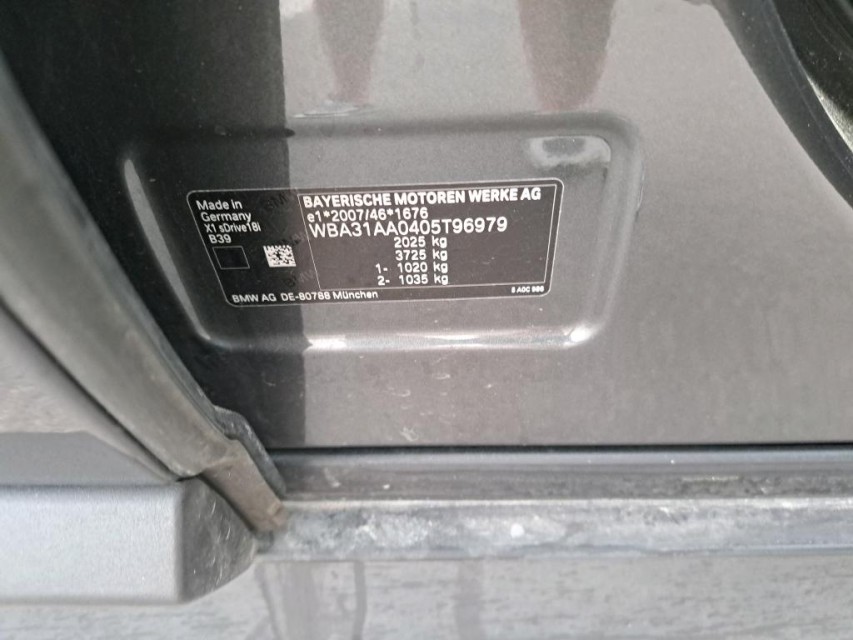 Made in
Germany
X1 sDrive18i
B39
BAYERISCHE MOTOREN WERKE AG
e1*2007/46*1676
WBA31AA0405T96979
2025 kg
3725 kg
1- 1020 kg
2- 1035 kg
BMW AG DE-80788 München